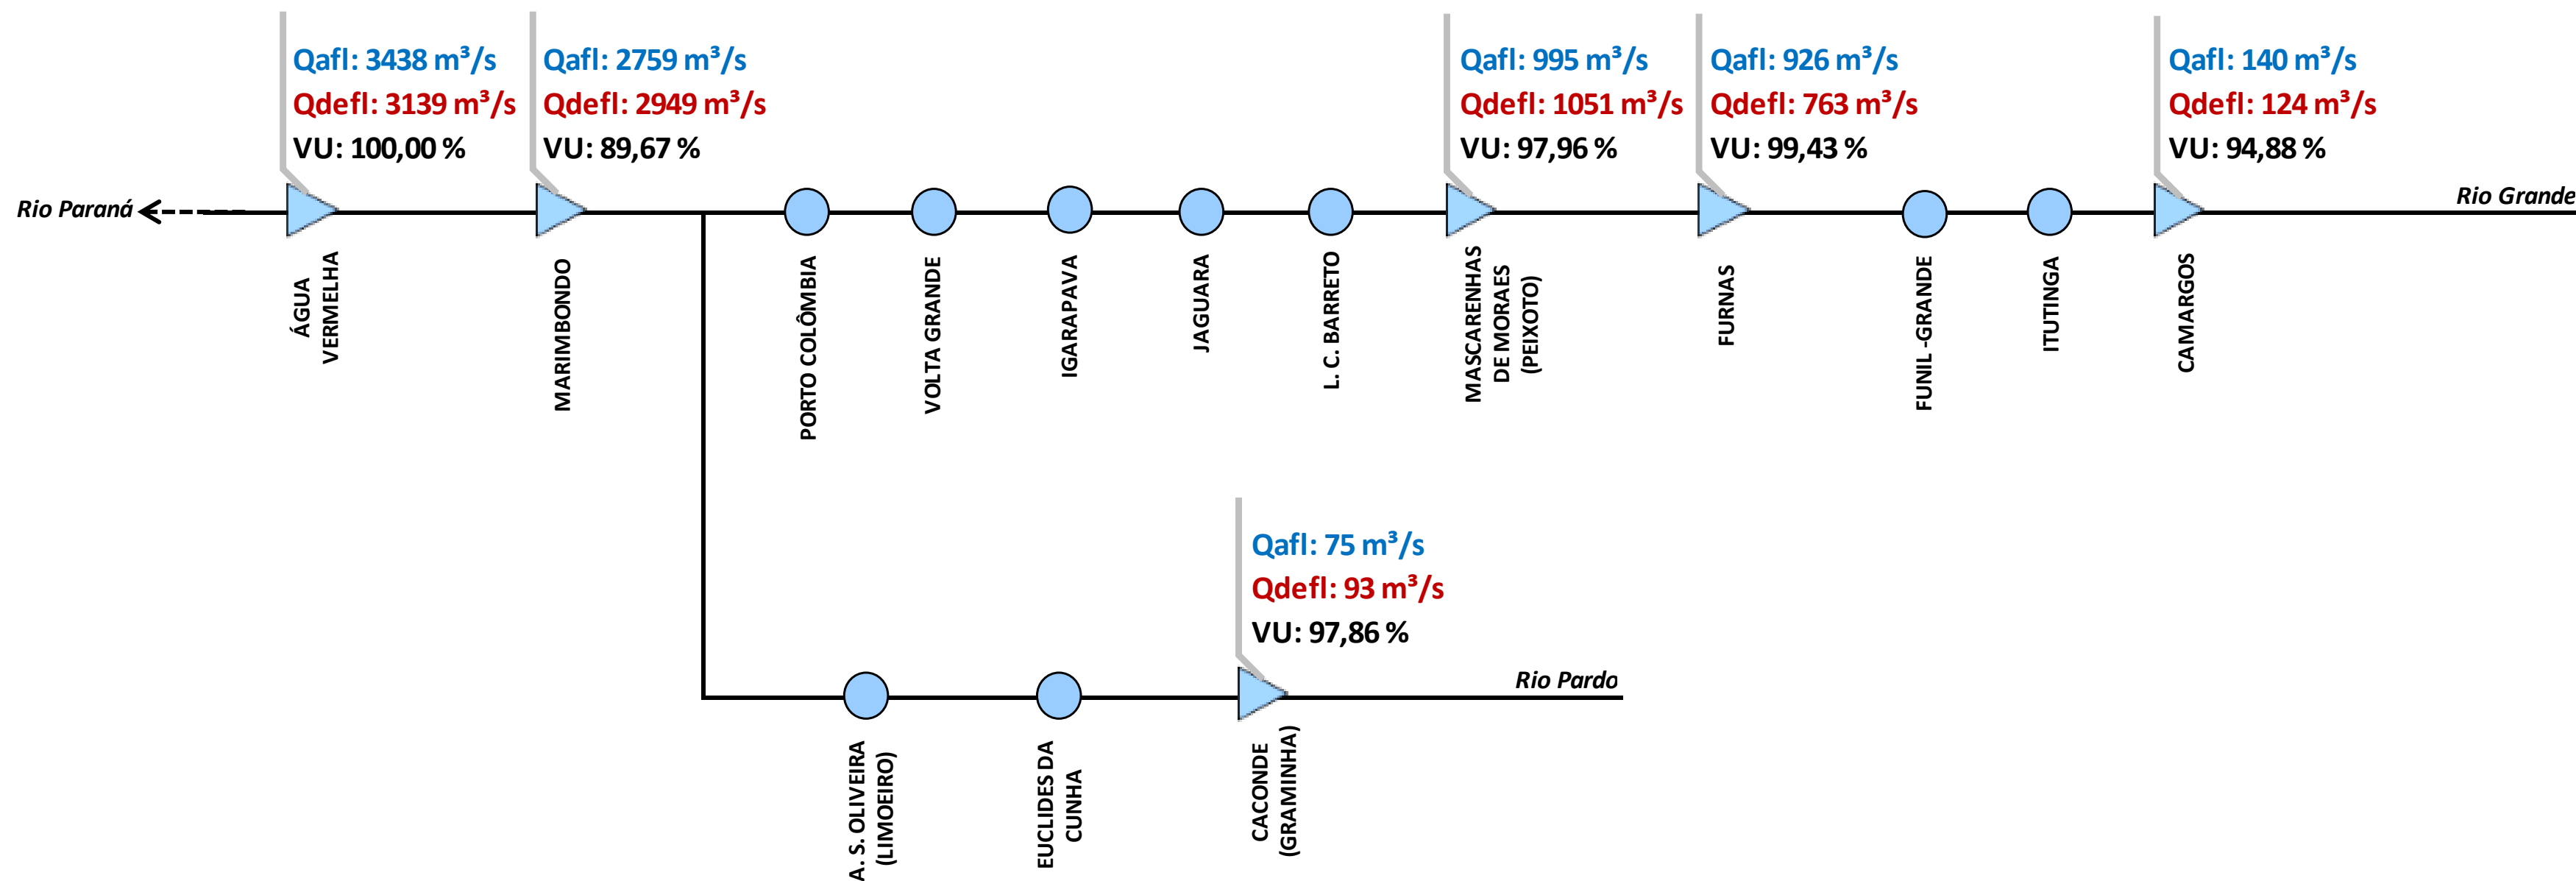 Qafl: 3438 m³/s
Qdefl: 3139 m³/s
VU: 100,00 %
Qafl: 2759 m³/s
Qdefl: 2949 m³/s
VU: 89,67 %
Qafl: 995 m³/s
Qdefl: 1051 m³/s
VU: 97,96 %
Qafl: 926 m³/s
Qdefl: 763 m³/s
VU: 99,43 %
Qafl: 140 m³/s
Qdefl: 124 m³/s
VU: 94,88 %
Rio Paraná
Rio Grande
ÁGUA
VERMELHA
MARIMBONDO
PORTO COLÔMBIA
VOLTA GRANDE
IGARAPAVA
JAGUARA
L. C. BARRETO
MASCARENHAS
DE MORAES
(PEIXOTO)
FURNAS
FUNIL -GRANDE
ITUTINGA
CAMARGOS
Qafl: 75 m³/s
Qdefl: 93 m³/s
VU: 97,86 %
Rio Pardo
A. S. OLIVEIRA
(LIMOEIRO)
EUCLIDES DA
CUNHA
CACONDE
(GRAMINHA)